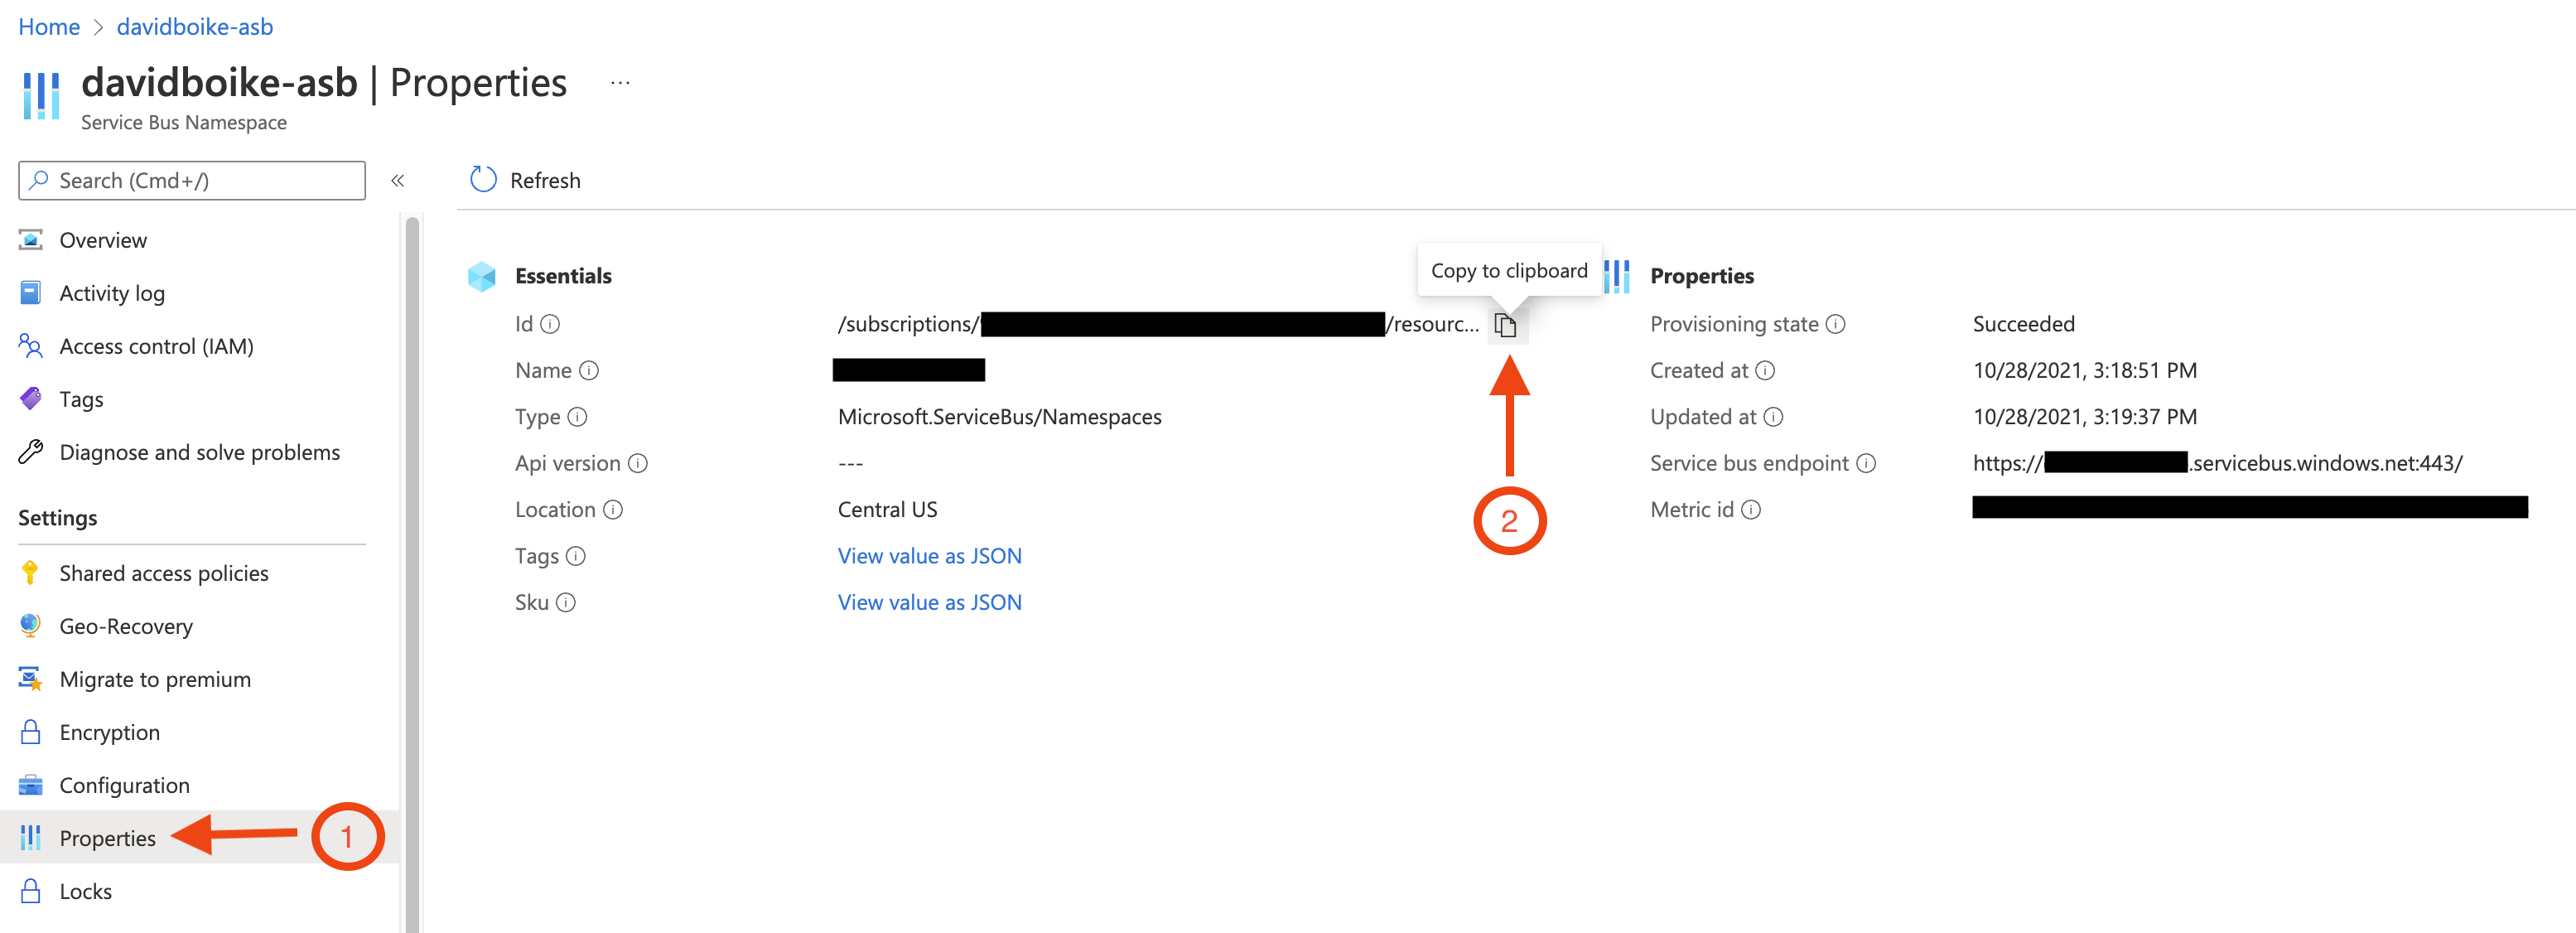 Home > davidboike-asb
davidboike-asb | Properties ...
Service Bus Namespace
Search (Cmd+/)
«
Refresh
Overview
Activity log
Access control (IAM)
Tags
Diagnose and solve problems
Settings
Shared access policies
Geo-Recovery
Migrate to premium
Encryption
Configuration
Properties
1
Locks
Essentials
Copy to clipboard
Id /subscriptions/ /resourc...
Name
Type Microsoft.ServiceBus/Namespaces
Api version ---
Location Central US
Tags View value as JSON
Sku View value as JSON
2
Properties
Provisioning state Succeeded
Created at 10/28/2021, 3:18:51 PM
Updated at 10/28/2021, 3:19:37 PM
Service bus endpoint https:// .servicebus.windows.net:443/
Metric id